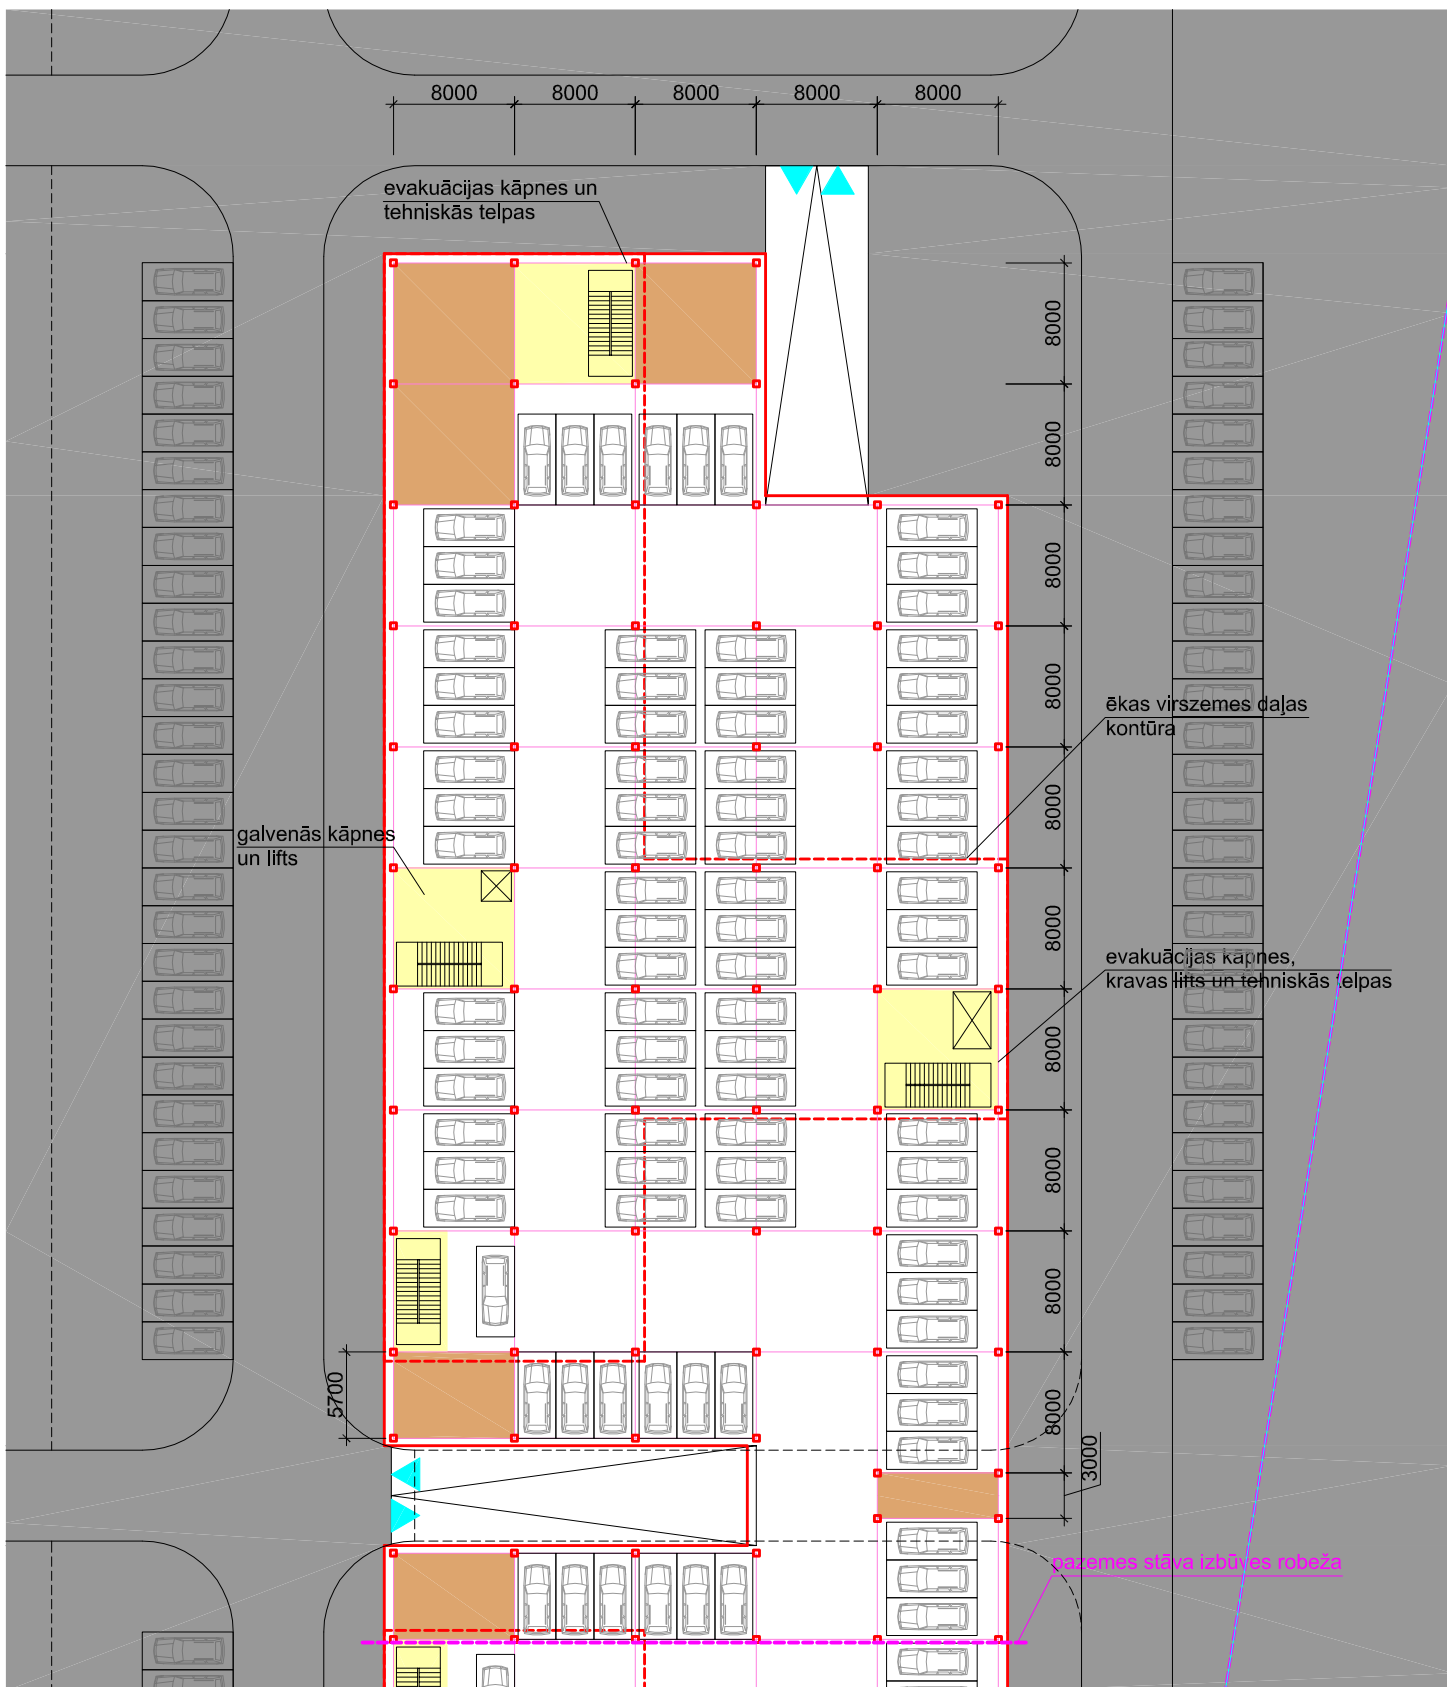 8000 8000 8000 8000 8000
evakuācijas kāpnes un
tehniskās telpas
8000
8000
8000
8000
ēkas virszemes daļas
kontūra
8000
galvenās kāpnes
un lifts
8000
evakuācijas kāpnes,
kravas lifts un tehniskās telpas
8000
8000
8000
5700
8000
3000
pazemes stāva izbūves robeža